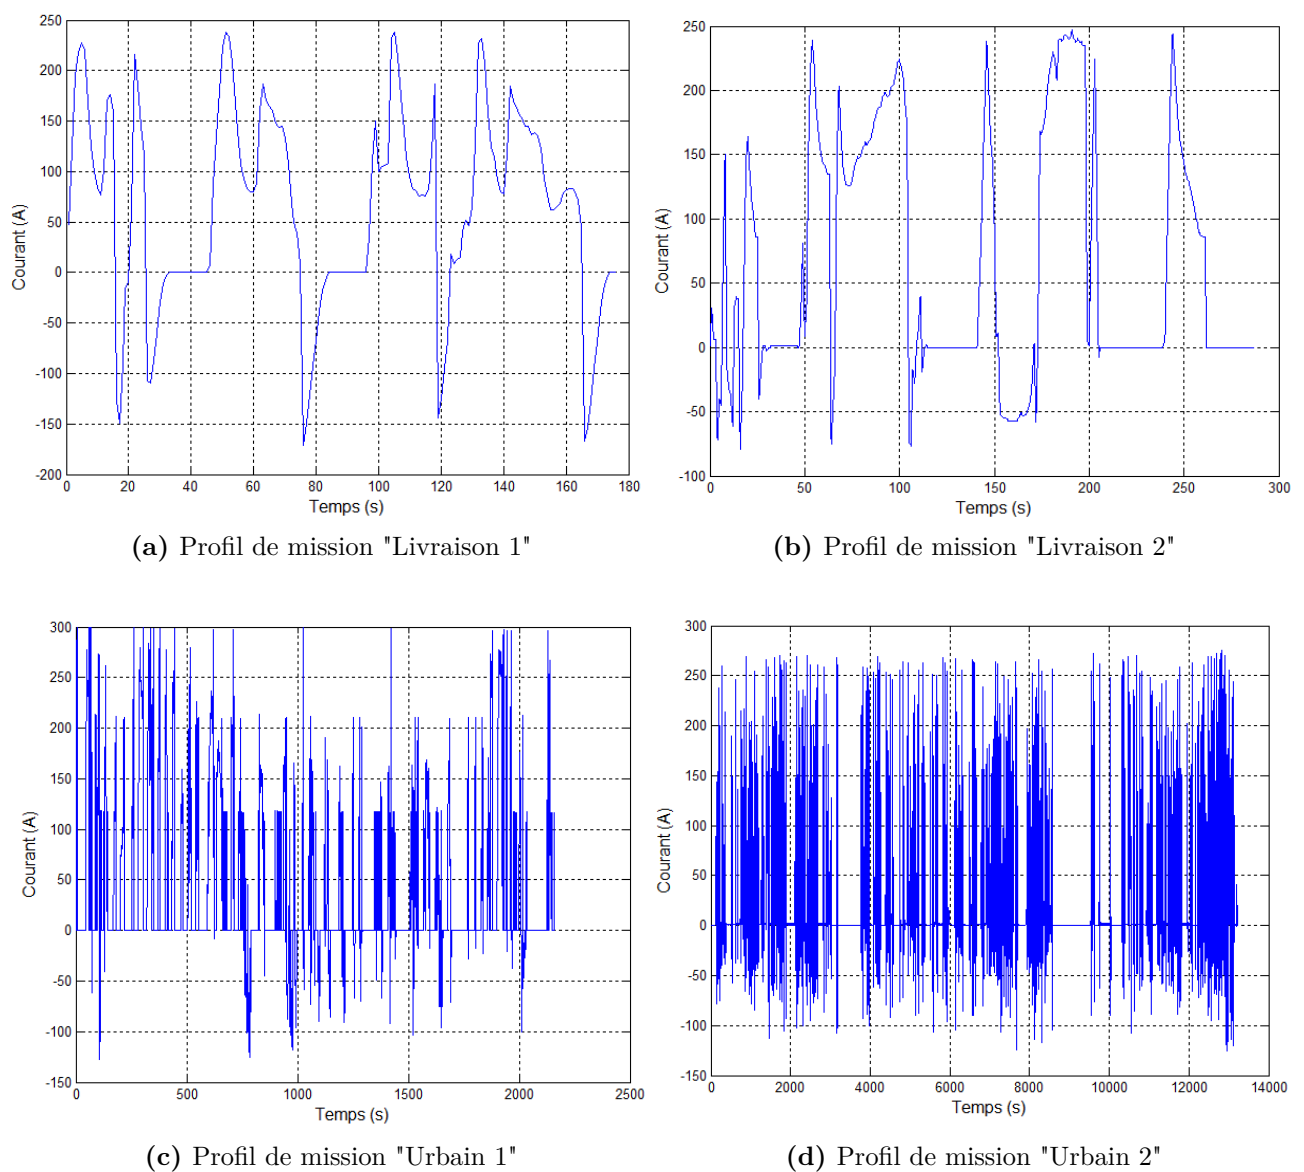 250
200
150
100
50
0
-50
-100
-150
-200
Courant (A)
0 20 40 60 80 100 120 140 160 180
Temps (s)
(a) Profil de mission "Livraison 1"
250
200
150
100
50
0
-50
-100
Courant (A)
0 50 100 150 200 250 300
Temps (s)
(b) Profil de mission "Livraison 2"
300
250
200
150
100
50
0
-50
-100
-150
Courant (A)
0 500 1000 1500 2000 2500
Temps (s)
(c) Profil de mission "Urbain 1"
300
250
200
150
100
50
0
-50
-100
-150
Courant (A)
0 2000 4000 6000 8000 10000 12000 14000
Temps (s)
(d) Profil de mission "Urbain 2"